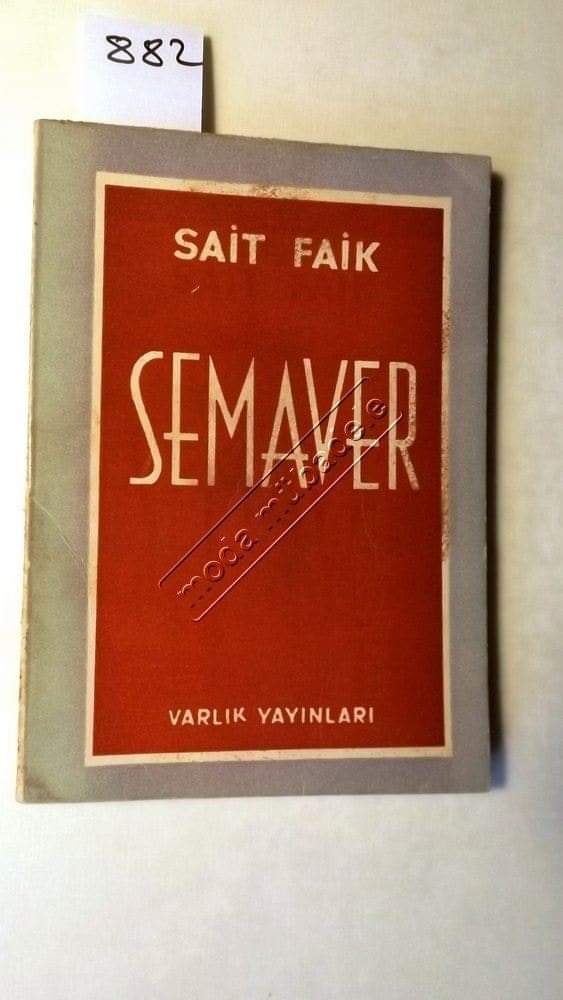 882
SAİT FAİK
SEMAVER
moda mübadele
VARLIK YAYINLARI